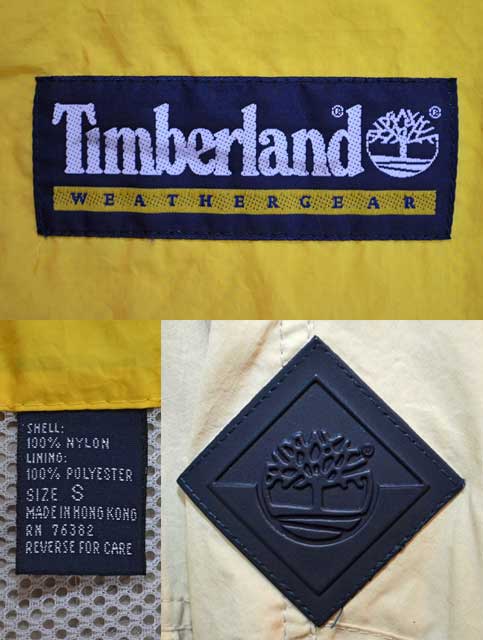 Timberland®
WEATHERGEAR
SHELL:
100% NYLON
LINING:
100% POLYESTER
SIZE S
MADE IN HONG KONG
RN 76382
REVERSE FOR CARE
®